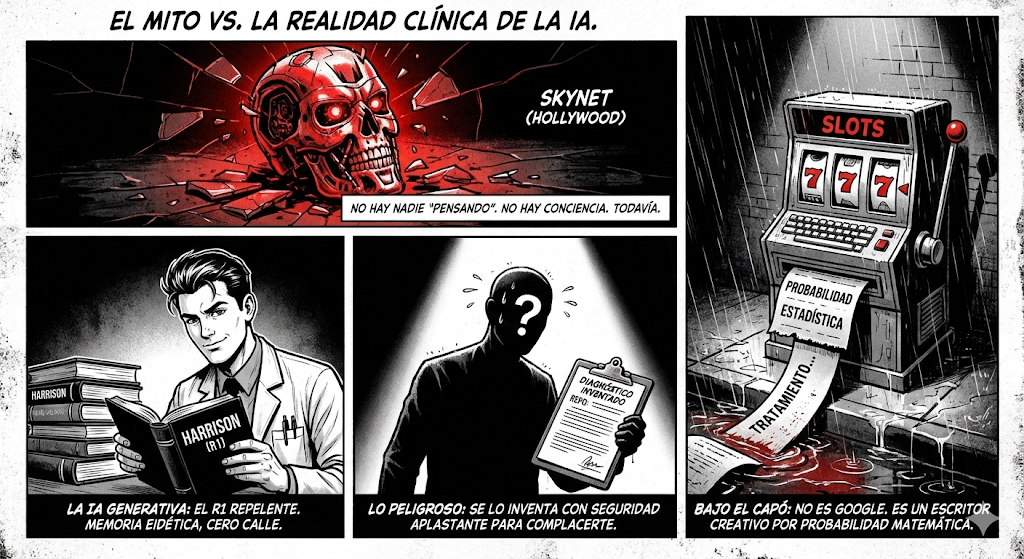 EL MITO VS. LA REALIDAD CLÍNICA DE LA IA.
SKYNET
(HOLLYWOOD)
NO HAY NADIE "PENSANDO". NO HAY CONCIENCIA. TODAVÍA.
HARRISON
HARRISON
(R1)
LA IA GENERATIVA: EL R1 REPELENTE.
MEMORIA EIDÉTICA, CERO CALLE.
?
DIAGNÓSTICO
INVENTADO
REPO:
LO PELIGROSO: SE LO INVENTA CON SEGURIDAD
APLASTANTE PARA COMPLACERTE.
SLOTS
7 7 7
PROBABILIDAD
ESTADÍSTICA
TRATAMIENTO...
BAJO EL CAPÓ: NO ES GOOGLE. ES UN ESCRITOR
CREATIVO POR PROBABILIDAD MATEMÁTICA.